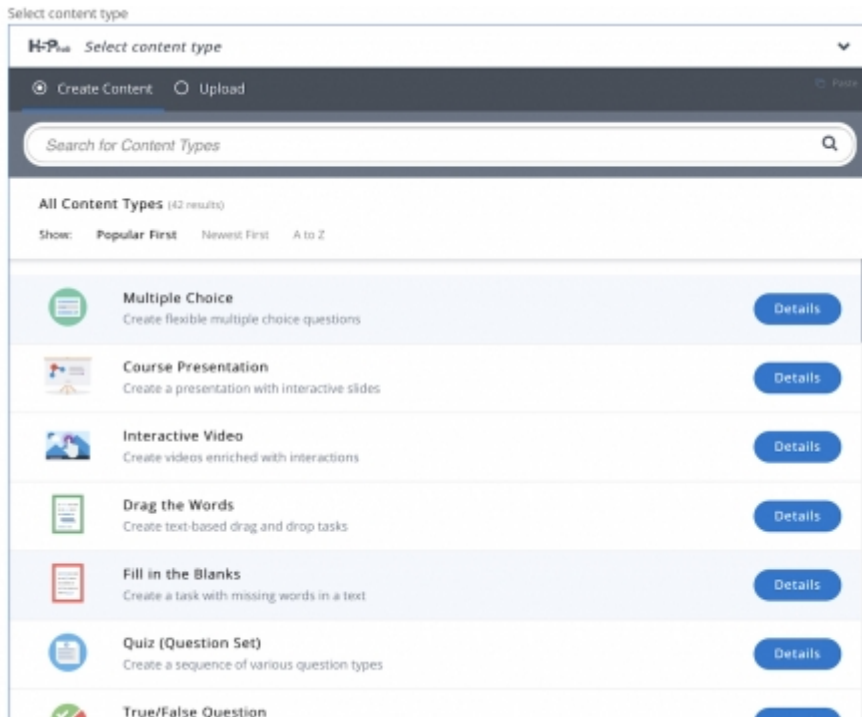 Select content type
H5P hub Select content type
Create Content Upload Paste
Search for Content Types
All Content Types (42 results)
Show: Popular First Newest First A to Z
Multiple Choice
Create flexible multiple choice questions
Details
Course Presentation
Create a presentation with interactive slides
Details
Interactive Video
Create videos enriched with interactions
Details
Drag the Words
Create text-based drag and drop tasks
Details
Fill in the Blanks
Create a task with missing words in a text
Details
Quiz (Question Set)
Create a sequence of various question types
Details
True/False Question